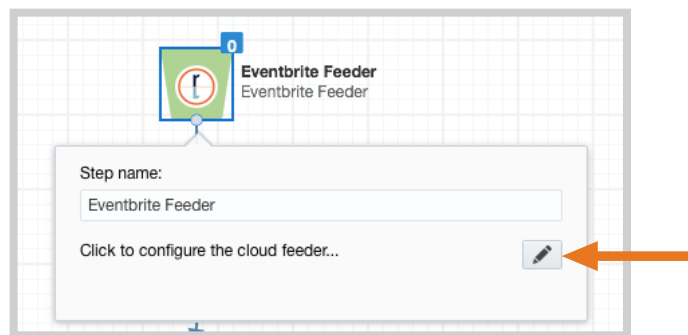 0
Eventbrite Feeder
Eventbrite Feeder
Step name:
Eventbrite Feeder
Click to configure the cloud feeder...